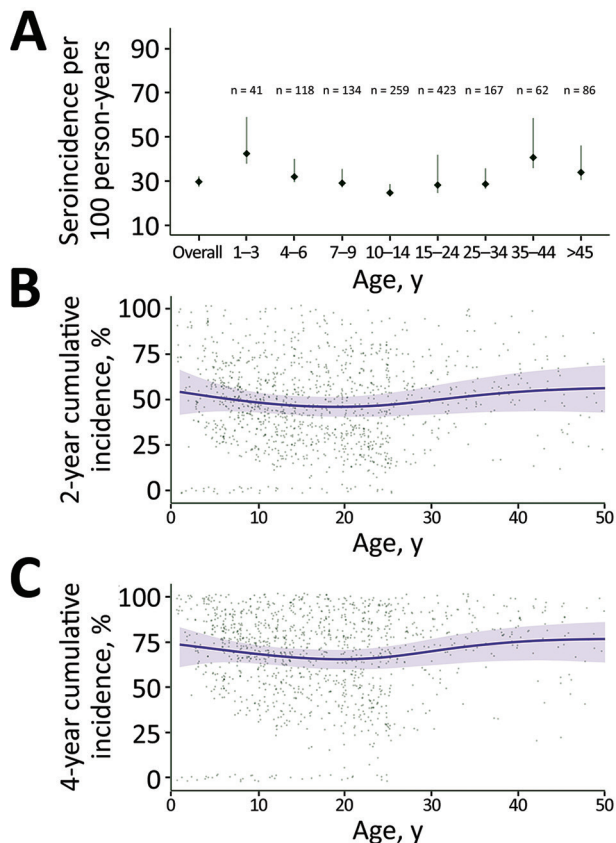 A
Seroincidence per
100 person-years
90
70
50
30
10
n = 41 n = 118 n = 134 n = 259 n = 423 n = 167 n = 62 n = 86
Overall 1–3 4–6 7–9 10–14 15–24 25–34 35–44 >45
Age, y
B
2-year cumulative
incidence, %
100
75
50
25
0
0 10 20 30 40 50
Age, y
C
4-year cumulative
incidence, %
100
75
50
25
0
0 10 20 30 40 50
Age, y